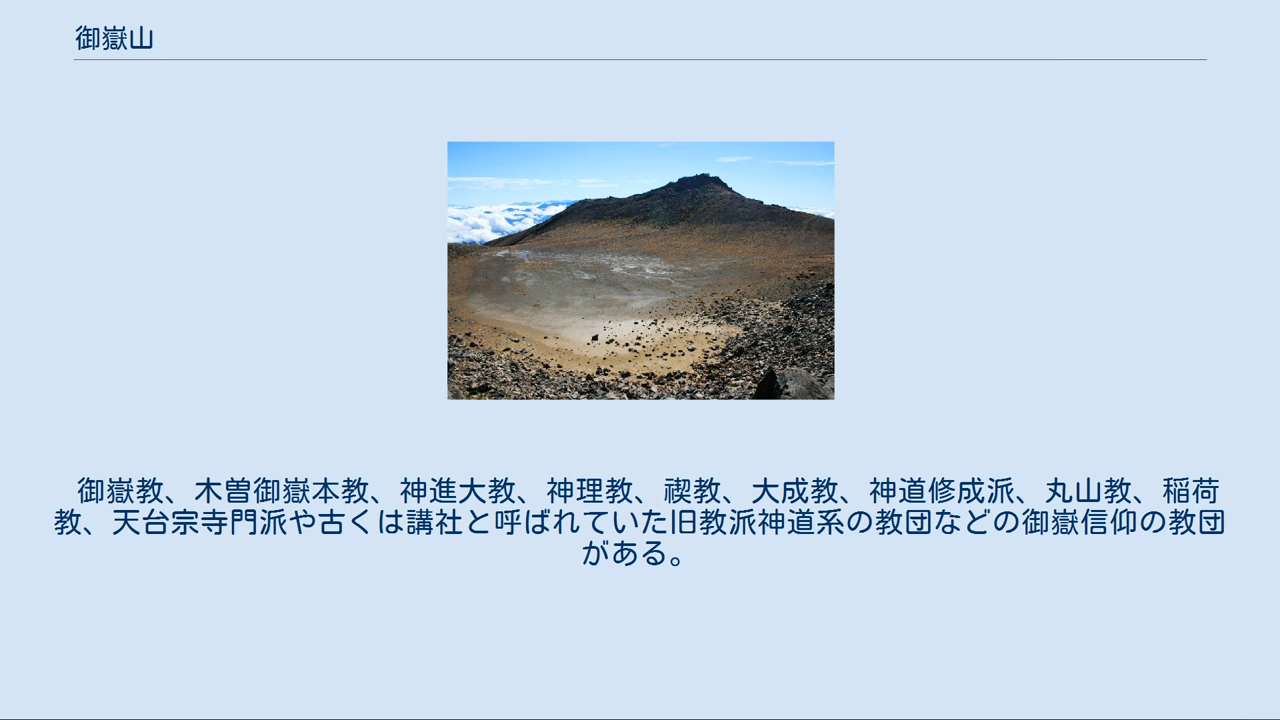 御嶽山
御嶽教、木曽御嶽本教、神進大教、神理教、禊教、大成教、神道修成派、丸山教、稲荷
教、天台宗寺門派や古くは講社と呼ばれていた旧教派神道系の教団などの御嶽信仰の教団
がある。